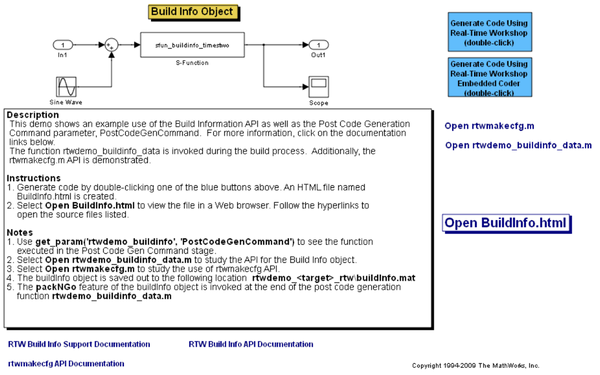 Build Info Object
1
In1
sfun_buildinfo_timestwo
S-Function
1
Out1
Sine Wave
Scope
Generate Code Using
Real-Time Workshop
(double-click)
Generate Code Using
Real-Time Workshop
Embedded Coder
(double-click)
Open rtwmakecfg.m
Open rtwdemo_buildinfo_data.m
Open BuildInfo.html
Description
This demo shows an example use of the Build Information API as well as the Post Code Generation
Command parameter, PostCodeGenCommand. For more information, click on the documentation
links below.
The function rtwdemo_buildinfo_data is invoked during the build process. Additionally, the
rtwmakecfg.m API is demonstrated.
Instructions
1. Generate code by double-clicking one of the blue buttons above. An HTML file named
BuildInfo.html is created.
2. Select Open BuildInfo.html to view the file in a Web browser. Follow the hyperlinks to
open the source files listed.
Notes
1. Use get_param('rtwdemo_buildinfo', 'PostCodeGenCommand') to see the function
executed in the Post Code Gen Command stage.
2. Select Open rtwdemo_buildinfo_data.m to study the API for the Build Info object.
3. Select Open rtwmakecfg.m to study the use of rtwmakecfg API.
4. The buildInfo object is saved out to the following location rtwdemo_<target>_rtw\buildInfo.mat
5. The packNGo feature of the buildInfo object is invoked at the end of the post code generation
function rtwdemo_buildinfo_data.m
RTW Build Info Support Documentation
RTW Build Info API Documentation
rtwmakecfg API Documentation
Copyright 1994-2009 The MathWorks, Inc.